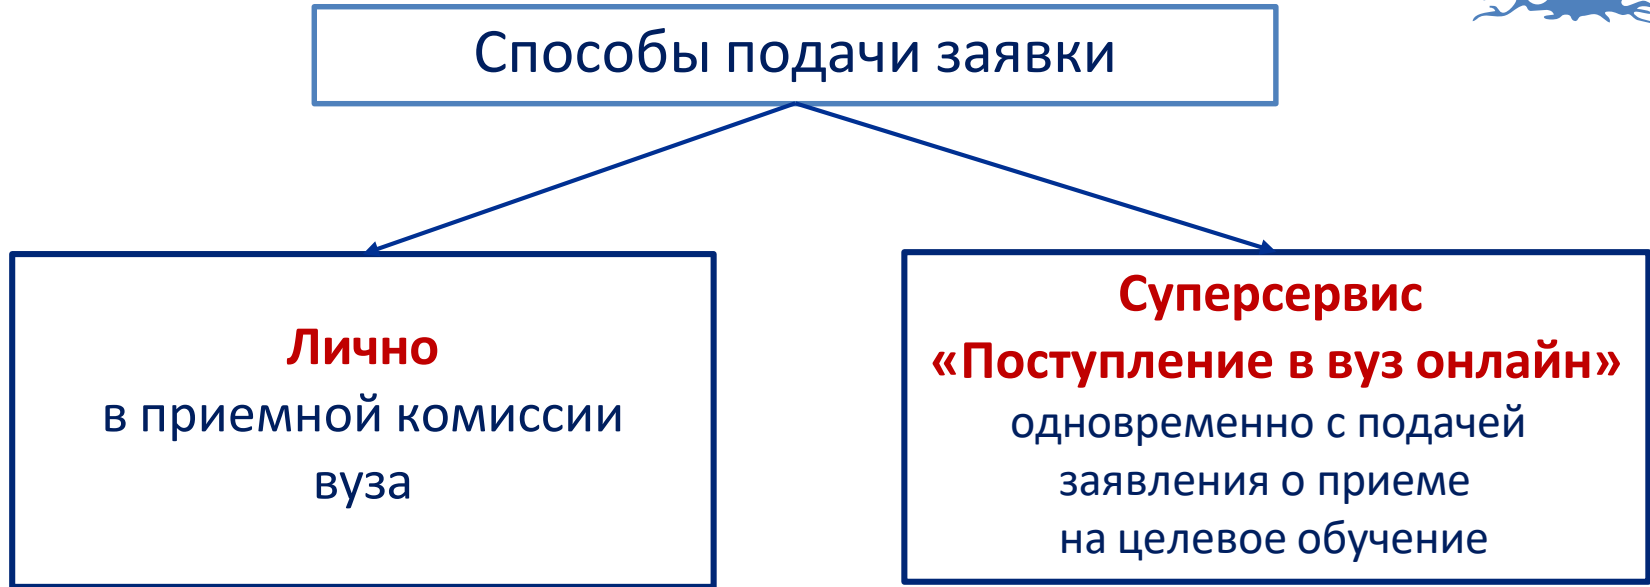 Способы подачи заявки
Лично
в приемной комиссии
вуза
Суперсервис
«Поступление в вуз онлайн»
одновременно с подачей
заявления о приеме
на целевое обучение